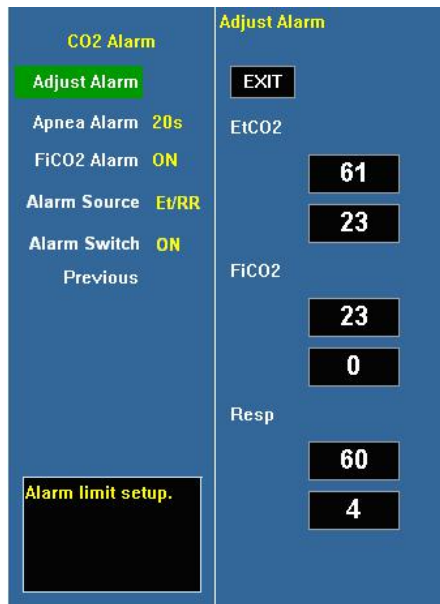 CO2 Alarm
Adjust Alarm
Apnea Alarm 20s
FiCO2 Alarm ON
Alarm Source Et/RR
Alarm Switch ON
Previous
Alarm limit setup.
Adjust Alarm
EXIT
EtCO2
61
23
FiCO2
23
0
Resp
60
4